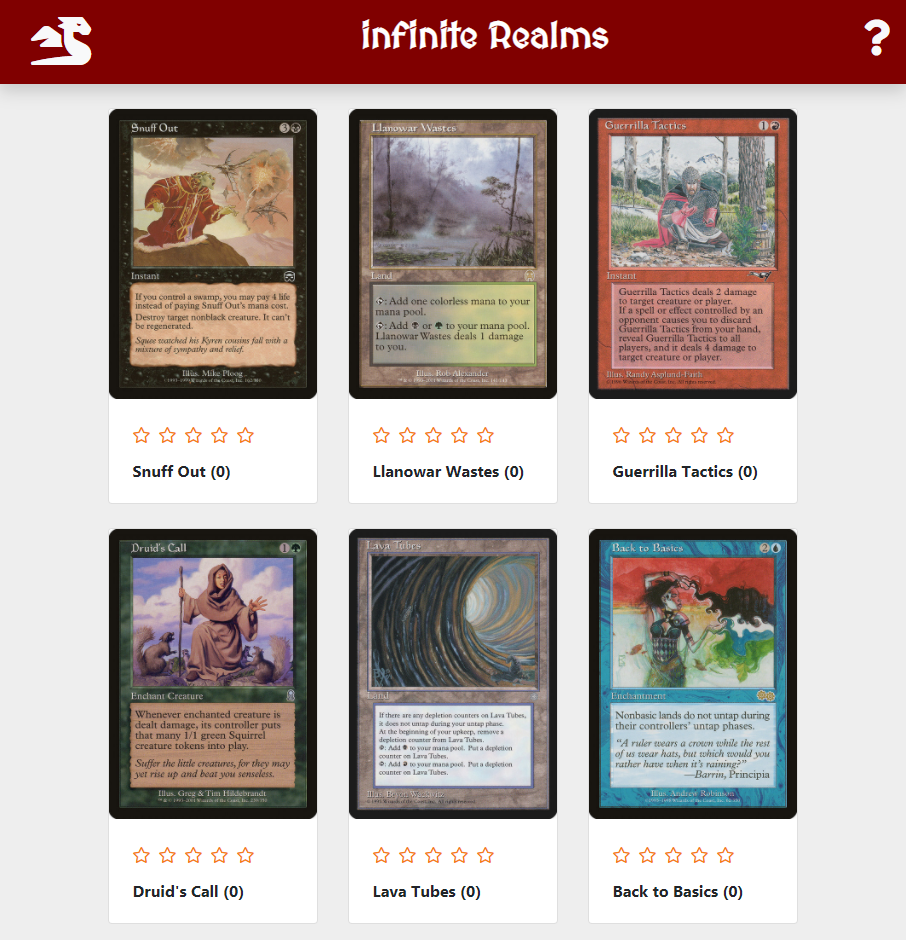 Infinite Realms
?
Snuff Out 3
Instant
If you control a swamp, you may pay 4 life
instead of paying Snuff Out's mana cost.
Destroy target nonblack creature. It can't
be regenerated.
Squee watched his Kyren cousins fall with a
mixture of sympathy and relief.
Illus. Mike Ploog
Snuff Out (0)
Llanowar Wastes
Land
: Add one colorless mana to your
mana pool.
: Add or to your mana pool.
Llanowar Wastes deals 1 damage
to you.
Illus. Rob Alexander
Llanowar Wastes (0)
Guerrilla Tactics 1
Instant
Guerrilla Tactics deals 2 damage
to target creature or player.
If a spell or effect controlled by an
opponent causes you to discard
Guerrilla Tactics from your hand,
reveal Guerrilla Tactics to all
players, and it deals 4 damage to
target creature or player.
Illus. Randy Asplund-Faith
Guerrilla Tactics (0)
Druid's Call 1
Enchant Creature
Whenever enchanted creature is
dealt damage, its controller puts
that many 1/1 green Squirrel
creature tokens into play.
Suffer the little creatures, for they may
yet rise up and beat you senseless.
Illus. Greg & Tim Hildebrandt
Druid's Call (0)
Lava Tubes
Land
If there are any depletion counters on Lava Tubes,
it does not untap during your untap phase.
At the beginning of your upkeep, remove a
depletion counter from Lava Tubes.
: Add to your mana pool. Put a depletion
counter on Lava Tubes.
: Add to your mana pool. Put a depletion
counter on Lava Tubes.
Lava Tubes (0)
Back to Basics 2
Enchantment
Nonbasic lands do not untap during
their controllers' untap phases.
"A ruler wears a crown while the rest
of us wear hats, but which would you
rather have when it's raining?"
—Barrin, Principia
Illus. Andrew Robinson
Back to Basics (0)